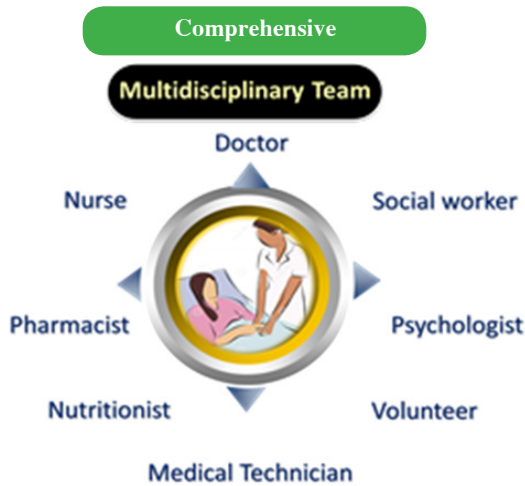 Comprehensive
Multidisciplinary Team
Doctor
Nurse
Social worker
Pharmacist
Psychologist
Nutritionist
Volunteer
Medical Technician